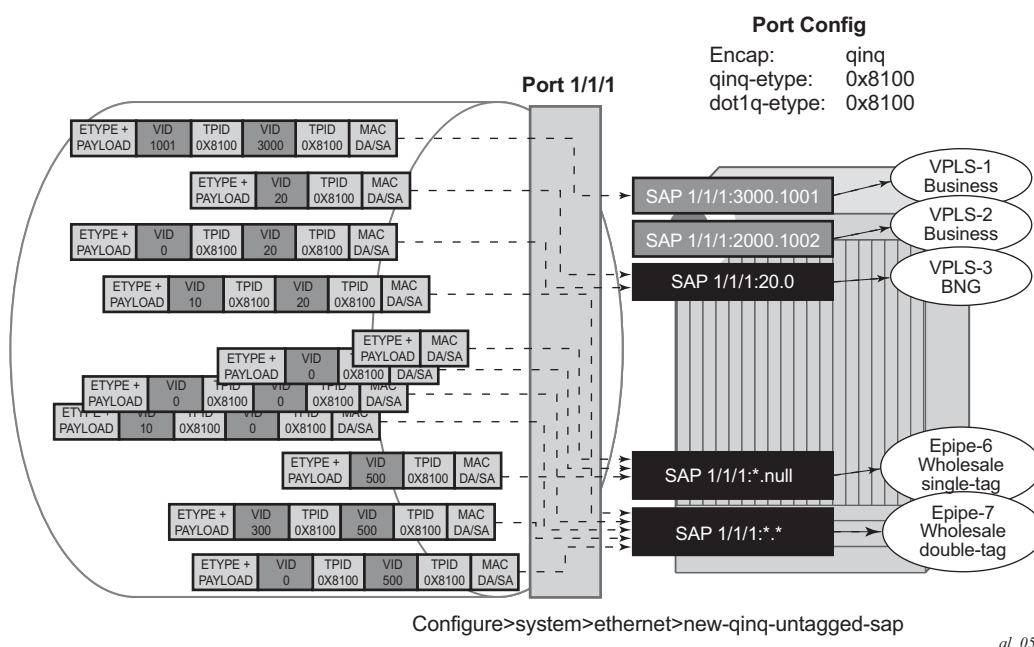 Port Config
Encap: qinq
qinq-etype: 0x8100
dot1q-etype: 0x8100
Port 1/1/1
ETYPE + VID TPID VID TPID MAC
PAYLOAD 1001 0X8100 3000 0X8100 DA/SA
ETYPE + VID TPID MAC
PAYLOAD 20 0X8100 DA/SA
ETYPE + VID TPID VID TPID MAC
PAYLOAD 0 0X8100 20 0X8100 DA/SA
ETYPE + VID TPID VID TPID MAC
PAYLOAD 10 0X8100 20 0X8100 DA/SA
ETYPE + MAC
PAYLOAD DA/SA
ETYPE + VID
PAYLOAD 0 0X8100 DA/SA
ETYPE + VID TPID VID
PAYLOAD 0 0X8100 0 0X8100 DA/SA
PAYLOAD 10 0X8100 0 0X8100 DA/SA
ETYPE + VID TPID MAC
PAYLOAD 500 0X8100 DA/SA
ETYPE + VID TPID VID TPID MAC
PAYLOAD 300 0X8100 500 0X8100 DA/SA
ETYPE + VID TPID VID TPID MAC
PAYLOAD 0 0X8100 500 0X8100 DA/SA
SAP 1/1/1:3000.1001
SAP 1/1/1:2000.1002
SAP 1/1/1:20.0
SAP 1/1/1:*.null
SAP 1/1/1:*.*
VPLS-1
Business
VPLS-2
Business
VPLS-3
BNG
Epipe-6
Wholesale
single-tag
Epipe-7
Wholesale
double-tag
Configure>system>ethernet>new-qinq-untagged-sap
al_05